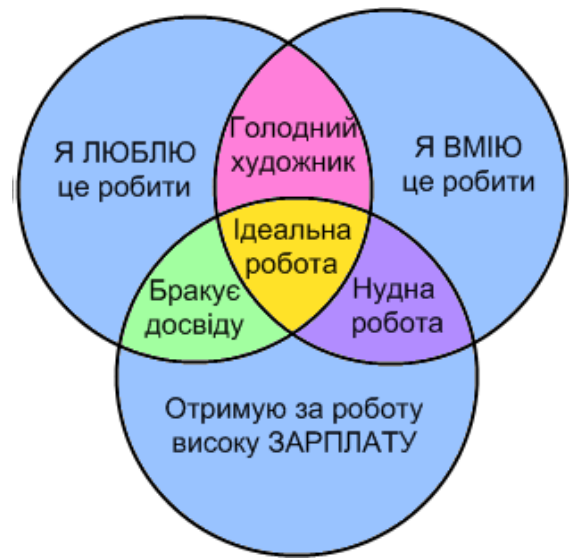 Я ЛЮБЛЮ
це робити
Голодний
художник
Я ВМІЮ
це робити
Ідеальна
робота
Бракує
досвіду
Нудна
робота
Отримую за роботу
високу ЗАРПЛАТУ